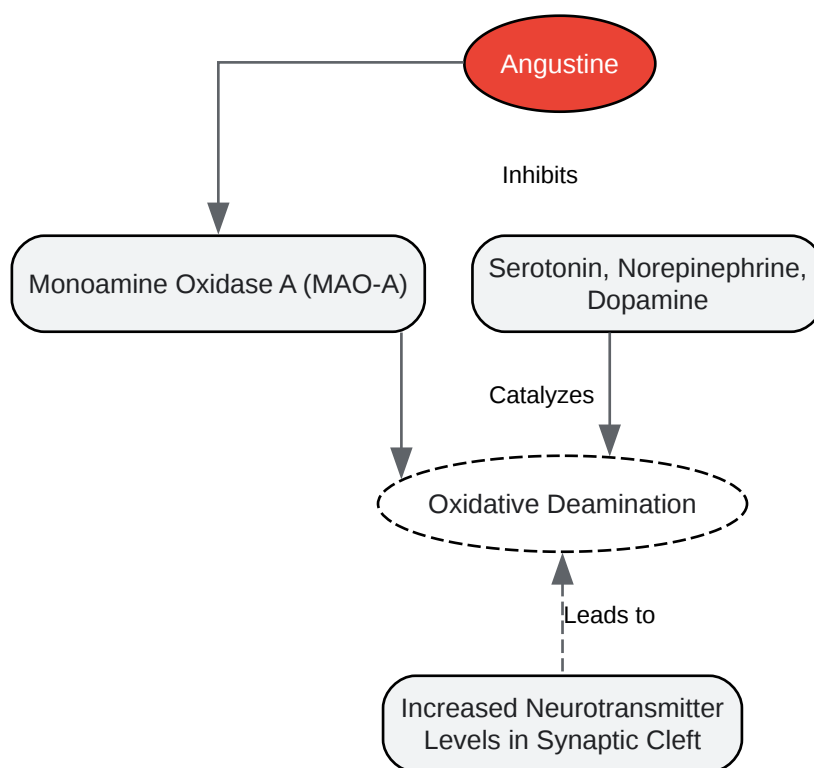 Angustine
Inhibits
Monoamine Oxidase A (MAO-A)
Serotonin, Norepinephrine,
Dopamine
Catalyzes
Oxidative Deamination
Leads to
Increased Neurotransmitter
Levels in Synaptic Cleft